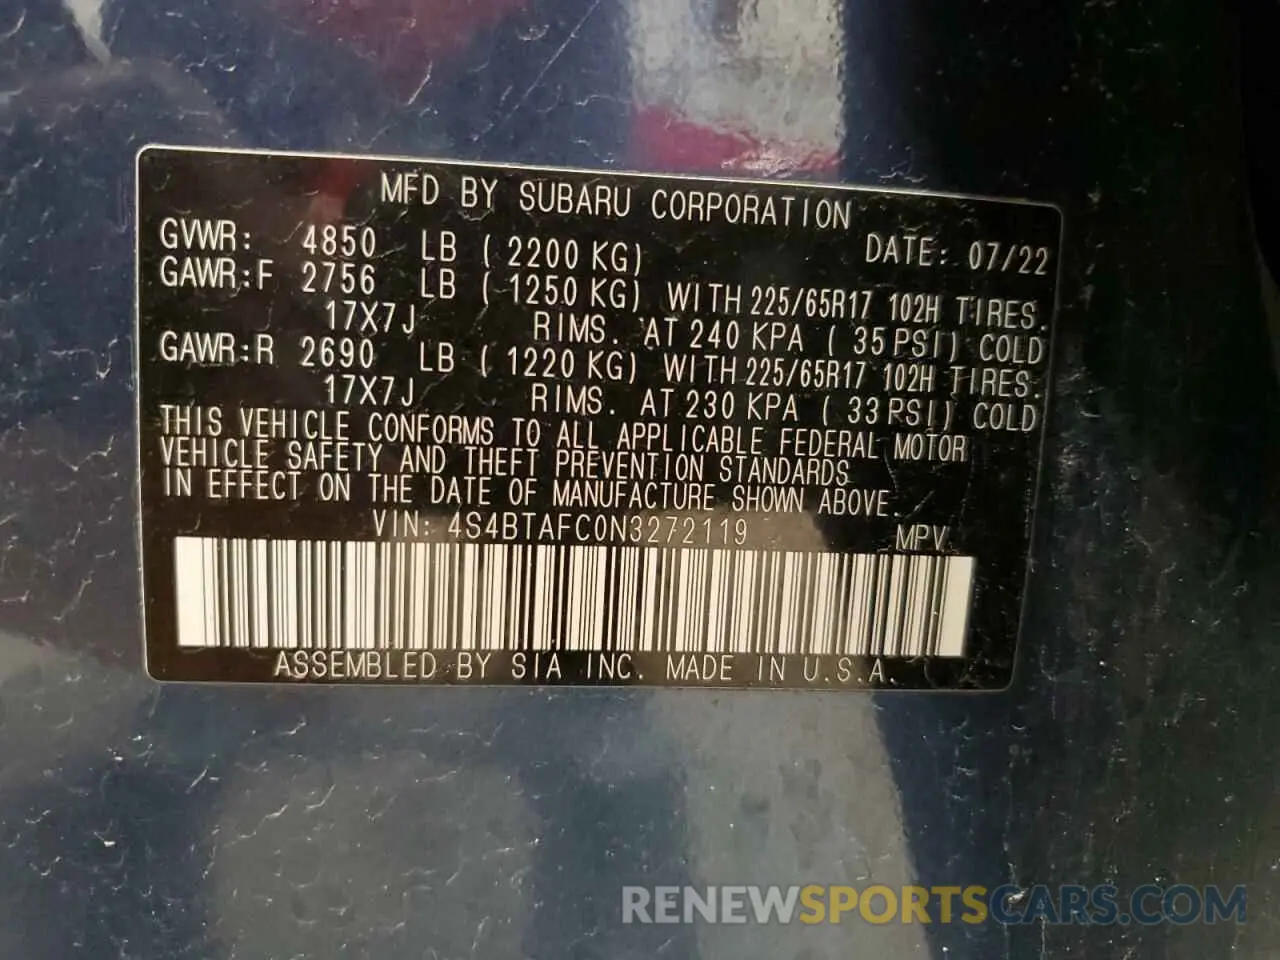 MFD BY SUBARU CORPORATION
GVWR: 4850 LB ( 2200 KG) DATE: 07/22
GAWR:F 2756 LB ( 1250 KG) WITH 225/65R17 102H TIRES.
17X7J RIMS. AT 240 KPA ( 35 PSI) COLD
GAWR:R 2690 LB ( 1220 KG) WITH 225/65R17 102H TIRES.
17X7J RIMS. AT 230 KPA ( 33 PSI) COLD
THIS VEHICLE CONFORMS TO ALL APPLICABLE FEDERAL MOTOR
VEHICLE SAFETY AND THEFT PREVENTION STANDARDS
IN EFFECT ON THE DATE OF MANUFACTURE SHOWN ABOVE.
VIN: 4S4BTAFC0N3272119 MPV
ASSEMBLED BY SIA INC. MADE IN U.S.A.
RENEWSPORTSCARS.COM